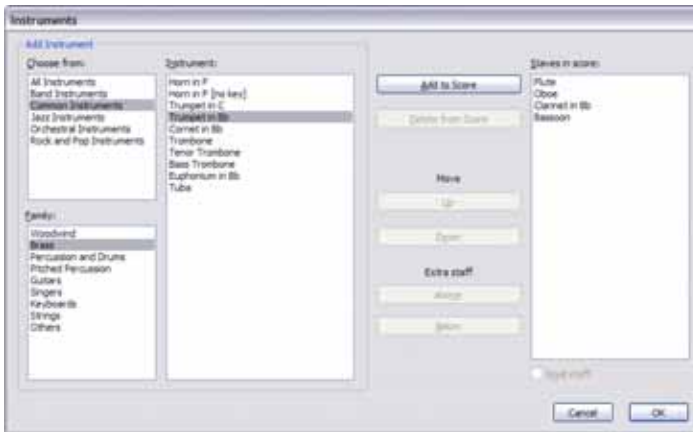 Instruments
Add Instrument
Choose from:
All Instruments
Band Instruments
Common Instruments
Jazz Instruments
Orchestral Instruments
Rock and Pop Instruments
Family:
Woodwind
Brass
Percussion and Drums
Pitched Percussion
Guitars
Singers
Keyboards
Strings
Others
Instrument:
Horn in F
Horn in F [no key]
Trumpet in C
Trumpet in Bb
Cornet in Bb
Trombone
Tenor Trombone
Bass Trombone
Euphonium in Bb
Tuba
Add to Score
Delete from Score
Move
Up
Down
Extra staff
Above
Below
Staves in score:
Flute
Oboe
Clarinet in Bb
Bassoon
Cancel
OK